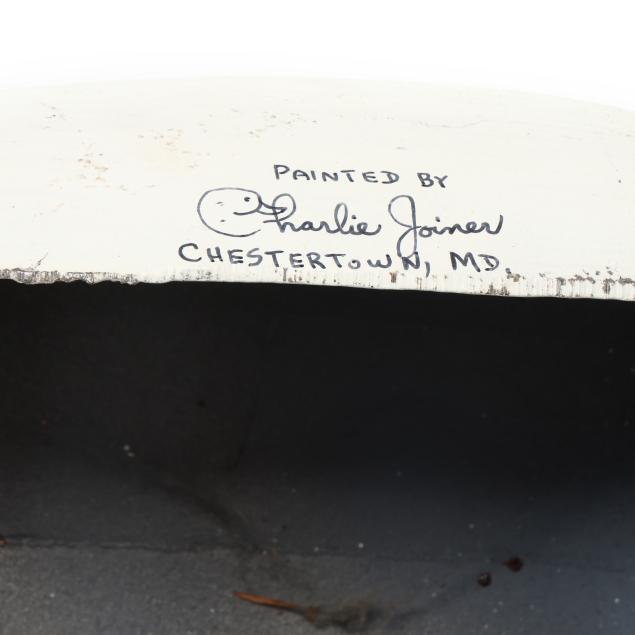 PAINTED BY
Charlie Joiner
CHESTERTOWN, MD.